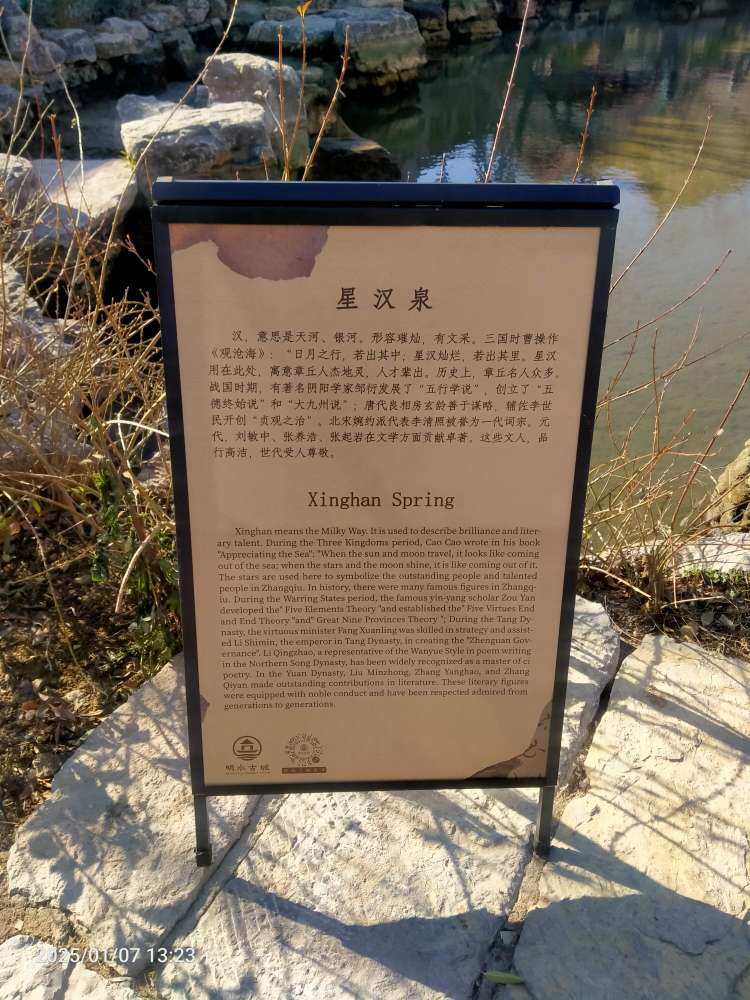 星汉泉
汉，意思是天河、银河。形容璀灿，有文采。三国时曹操作
《观沧海》：“日月之行，若出其中；星汉灿烂，若出其里。星汉
用在此处，寓意章丘人杰地灵，人才辈出。历史上，章丘名人众多。
战国时期，有著名阴阳学家邹衍发展了“五行学说”，创立了“五
德终始说”和“大九州说”；唐代良相房玄龄善于谋略，辅佐李世
民开创“贞观之治”。北宋婉约派代表李清照被誉为一代词宗。元
代，刘敏中、张养浩、张起岩在文学方面贡献卓著。这些文人，品
行高洁，世代受人尊敬。
Xinghan Spring
Xinghan means the Milky Way. It is used to describe brilliance and liter-
ary talent. During the Three Kingdoms period, Cao Cao wrote in his book
"Appreciating the Sea": "When the sun and moon travel, it looks like coming
out of the sea; when the stars and the moon shine, it is like coming out of it.
The stars are used here to symbolize the outstanding people and talented
people in Zhangqiu. In history, there were many famous figures in Zhangq-
iu. During the Warring States period, the famous yin-yang scholar Zou Yan
developed the" Five Elements Theory "and established the" Five Virtues End
and End Theory "and" Great Nine Provinces Theory "; During the Tang Dy-
nasty, the virtuous minister Fang Xuanling was skilled in strategy and assist-
ed Li Shimin, the emperor in Tang Dynasty, in creating the "Zhenguan Gov-
ernance". Li Qingzhao, a representative of the Wanyue Style in poem writing
in the Northern Song Dynasty, has been widely recognized as a master of ci
poetry. In the Yuan Dynasty, Liu Minzhong, Zhang Yanghao, and Zhang
Qiyan made outstanding contributions in literature. These literary figures
were equipped with noble conduct and have been respected admired from
generations to generations.
明水古城
2025/01/07 13:23